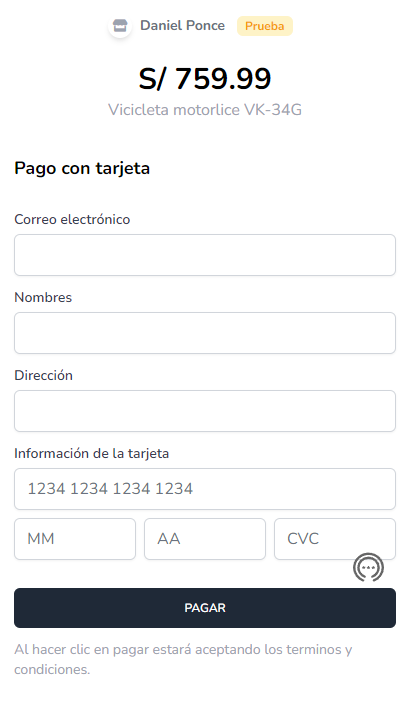 Daniel Ponce Prueba
S/ 759.99
Vicicleta motorlice VK-34G
Pago con tarjeta
Correo electrónico
Nombres
Dirección
Información de la tarjeta
1234 1234 1234 1234
MM AA CVC
PAGAR
Al hacer clic en pagar estará aceptando los terminos y
condiciones.